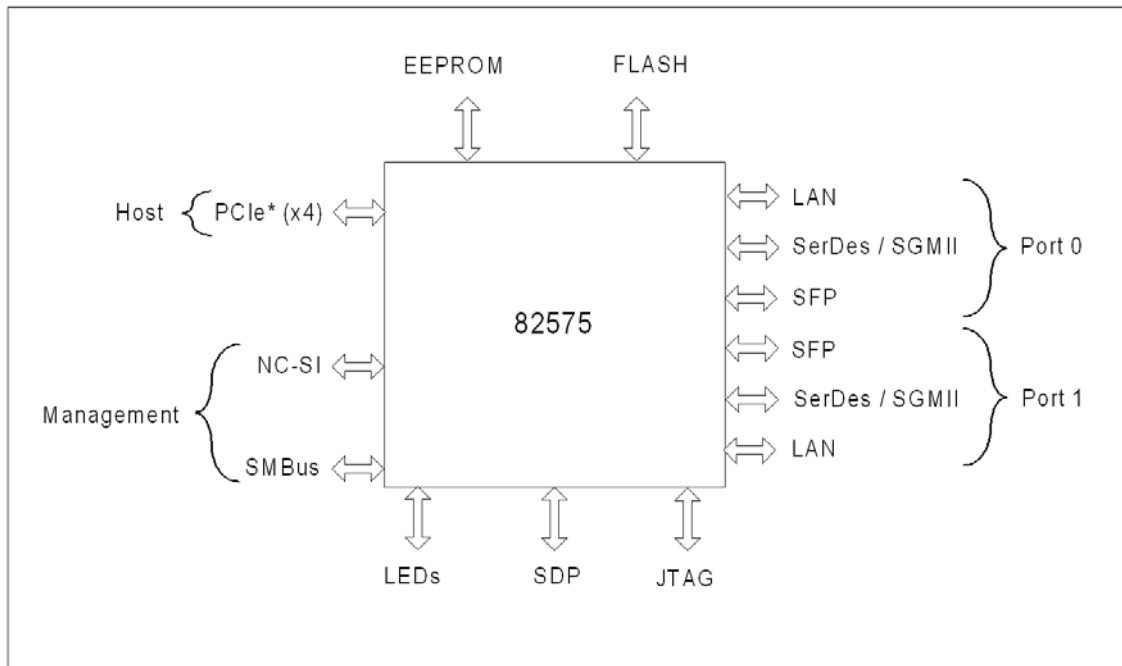 EEPROM FLASH
Host PCIe* (x4)
NC-SI
Management
SMBus
82575
LAN
SerDes / SGMII
SFP
Port 0
SFP
SerDes / SGMII
LAN
Port 1
LEDs SDP JTAG